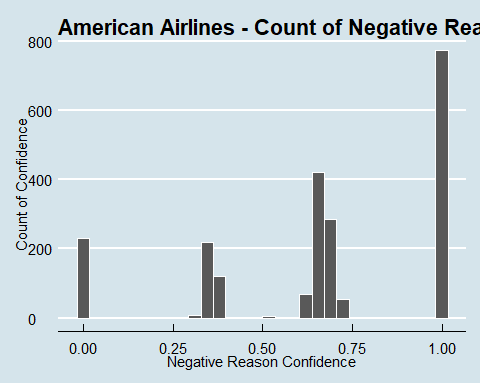 American Airlines - Count of Negative Rea
800
600
400
200
0
Count of Confidence
0.00 0.25 0.50 0.75 1.00
Negative Reason Confidence